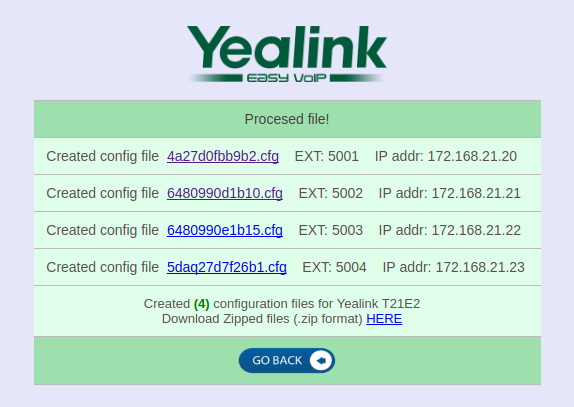 Yealink
EASY VoIP
Procesed file!
Created config file 4a27d0fbb9b2.cfg EXT: 5001 IP addr: 172.168.21.20
Created config file 6480990d1b10.cfg EXT: 5002 IP addr: 172.168.21.21
Created config file 6480990e1b15.cfg EXT: 5003 IP addr: 172.168.21.22
Created config file 5daq27d7f26b1.cfg EXT: 5004 IP addr: 172.168.21.23
Created (4) configuration files for Yealink T21E2
Download Zipped files (.zip format) HERE
GO BACK